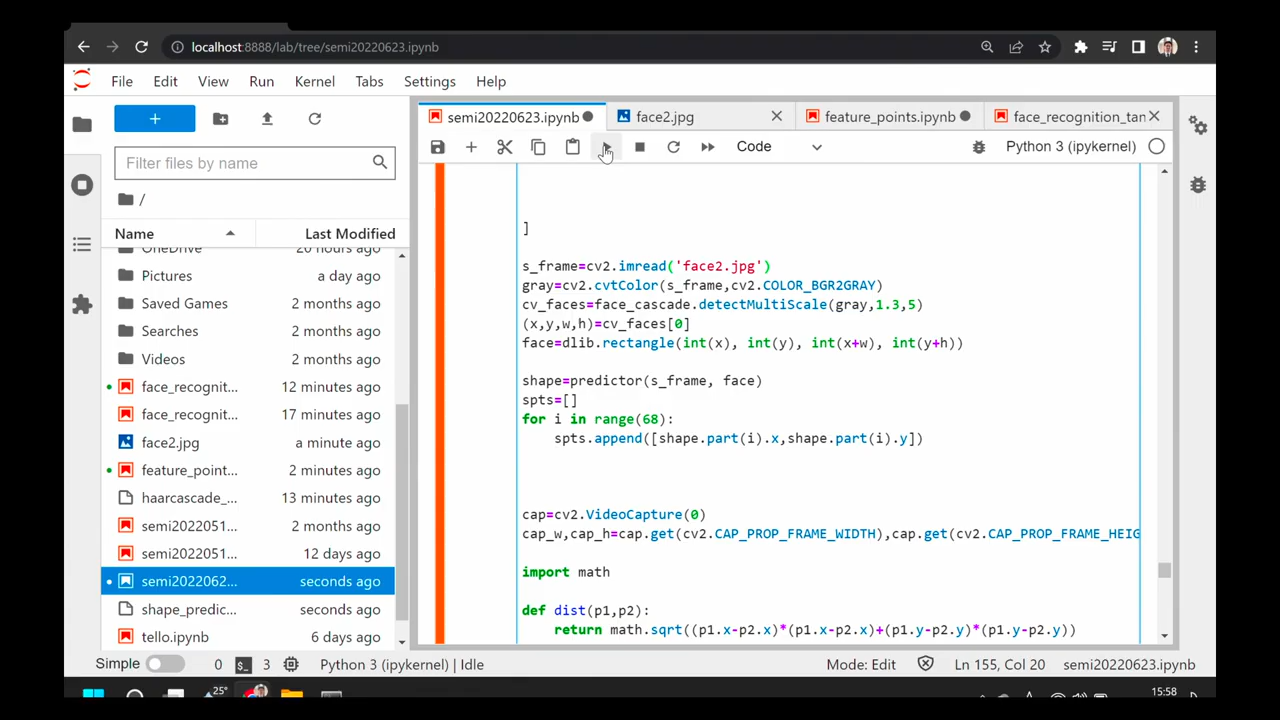 localhost:8888/lab/tree/semi20220623.ipynb
File Edit View Run Kernel Tabs Settings Help
semi20220623.ipynb face2.jpg feature_points.ipynb face_recognition_tan
Code Python 3 (ipykernel)
Filter files by name
/
Name Last Modified
OneDrive 20 hours ago
Pictures a day ago
Saved Games 2 months ago
Searches 2 months ago
Videos 2 months ago
face_recognit... 12 minutes ago
face_recognit... 17 minutes ago
face2.jpg a minute ago
feature_point... 2 minutes ago
haarcascade_... 13 minutes ago
semi2022051... 2 months ago
semi2022051... 12 days ago
semi2022062... seconds ago
shape_predic... seconds ago
tello.ipynb 6 days ago
]
s_frame=cv2.imread('face2.jpg')
gray=cv2.cvtColor(s_frame,cv2.COLOR_BGR2GRAY)
cv_faces=face_cascade.detectMultiScale(gray,1.3,5)
(x,y,w,h)=cv_faces[0]
face=dlib.rectangle(int(x), int(y), int(x+w), int(y+h))
shape=predictor(s_frame, face)
spts=[]
for i in range(68):
    spts.append([shape.part(i).x,shape.part(i).y])
cap=cv2.VideoCapture(0)
cap_w,cap_h=cap.get(cv2.CAP_PROP_FRAME_WIDTH),cap.get(cv2.CAP_PROP_FRAME_HEIG
import math
def dist(p1,p2):
    return math.sqrt((p1.x-p2.x)*(p1.x-p2.x)+(p1.y-p2.y)*(p1.y-p2.y))
Simple 0 3 Python 3 (ipykernel) | Idle Mode: Edit Ln 155, Col 20 semi20220623.ipynb
25° 15:58